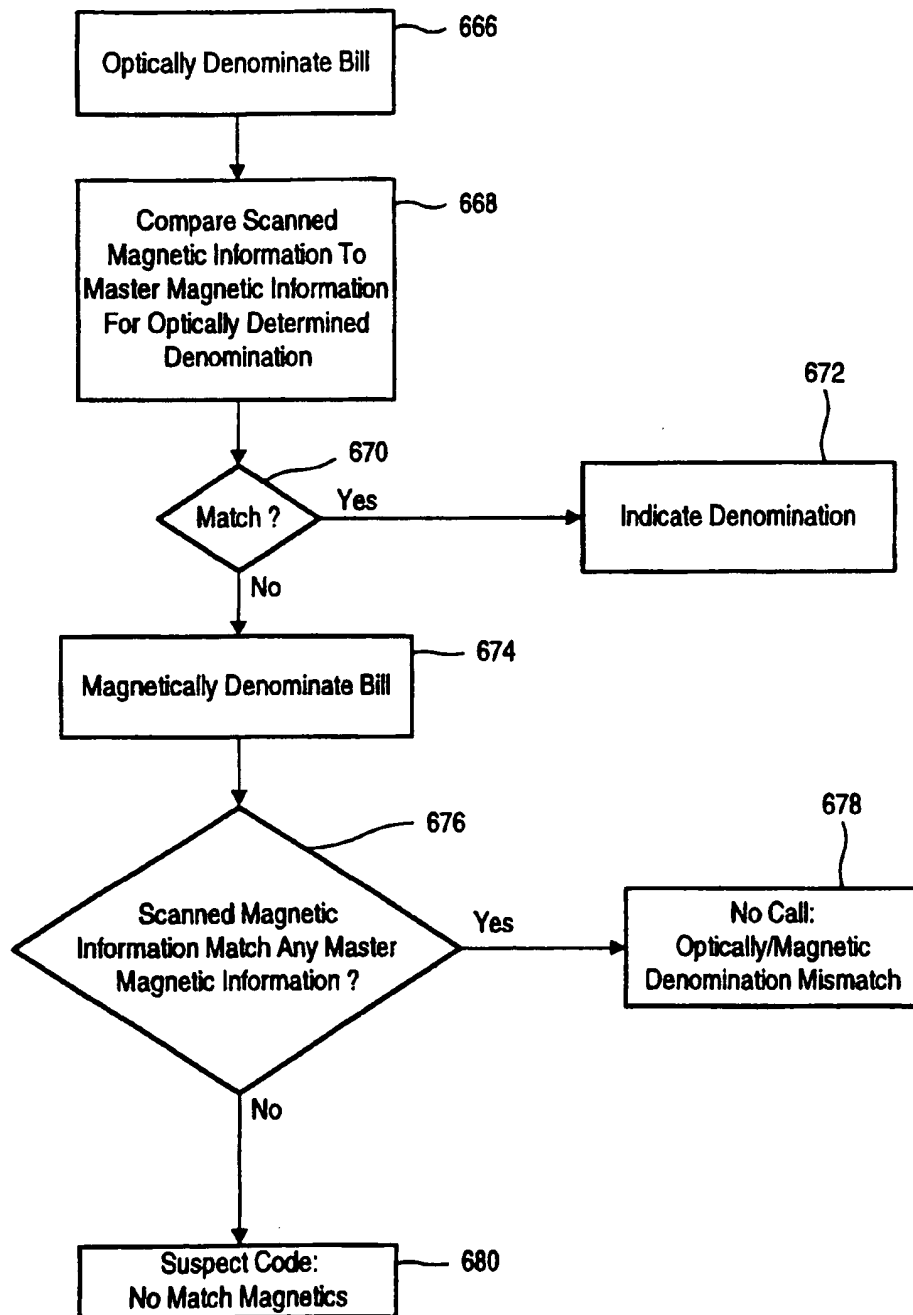 Optically Denominate Bill
666
Compare Scanned
Magnetic Information To
Master Magnetic Information
For Optically Determined
Denomination
668
670
Match ?
Yes
672
Indicate Denomination
No
Magnetically Denominate Bill
674
676
Scanned Magnetic
Information Match Any Master
Magnetic Information ?
Yes
678
No Call:
Optically/Magnetic
Denomination Mismatch
No
Suspect Code:
No Match Magnetics
680